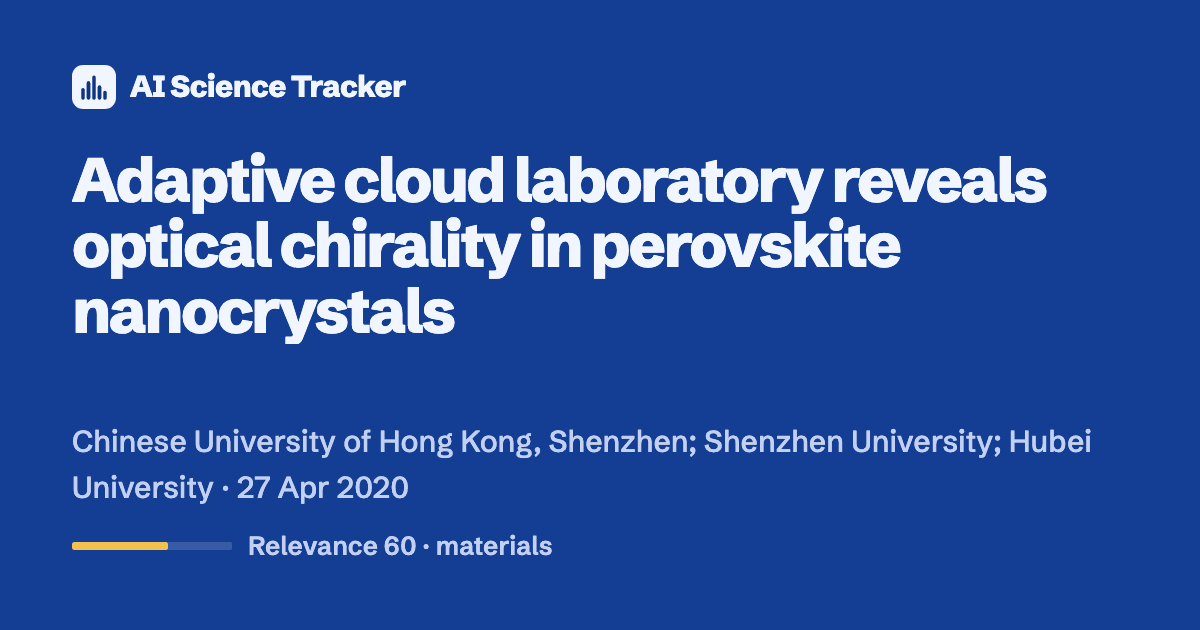 AI Science Tracker
Adaptive cloud laboratory reveals
optical chirality in perovskite
nanocrystals
Chinese University of Hong Kong, Shenzhen; Shenzhen University; Hubei
University · 27 Apr 2020
Relevance 60 · materials